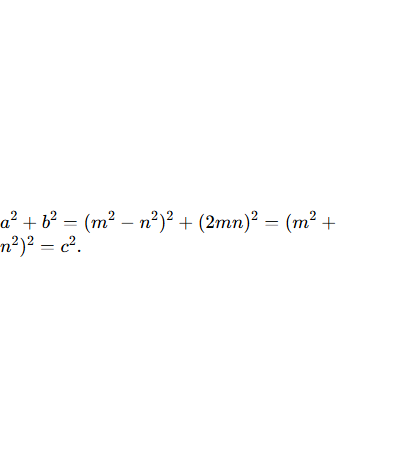 a² + b² = (m² − n²)² + (2mn)² = (m² +
n²)² = c².